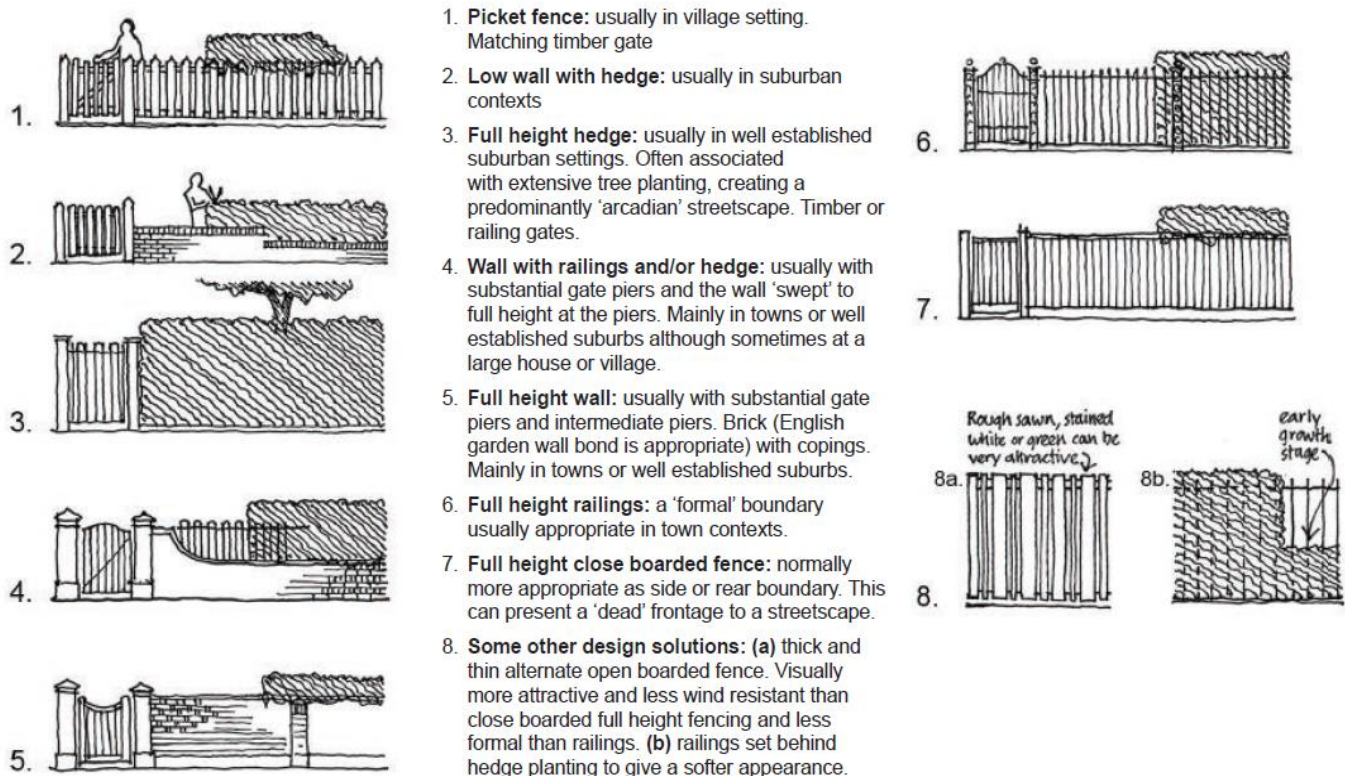 1. Picket fence: usually in village setting.
Matching timber gate
2. Low wall with hedge: usually in suburban
contexts
3. Full height hedge: usually in well established
suburban settings. Often associated
with extensive tree planting, creating a
predominantly ‘arcadian’ streetscape. Timber or
railing gates.
4. Wall with railings and/or hedge: usually with
substantial gate piers and the wall ‘swept’ to
full height at the piers. Mainly in towns or well
established suburbs although sometimes at a
large house or village.
5. Full height wall: usually with substantial gate
piers and intermediate piers. Brick (English
garden wall bond is appropriate) with copings.
Mainly in towns or well established suburbs.
6. Full height railings: a ‘formal’ boundary
usually appropriate in town contexts.
7. Full height close boarded fence: normally
more appropriate as side or rear boundary. This
can present a ‘dead’ frontage to a streetscape.
8. Some other design solutions: (a) thick and
thin alternate open boarded fence. Visually
more attractive and less wind resistant than
close boarded full height fencing and less
formal than railings. (b) railings set behind
hedge planting to give a softer appearance.
1.
2.
3.
4.
5.
6.
7.
Rough sawn, stained
white or green can be
very attractive
8a.
early
growth
stage
8b.
8.